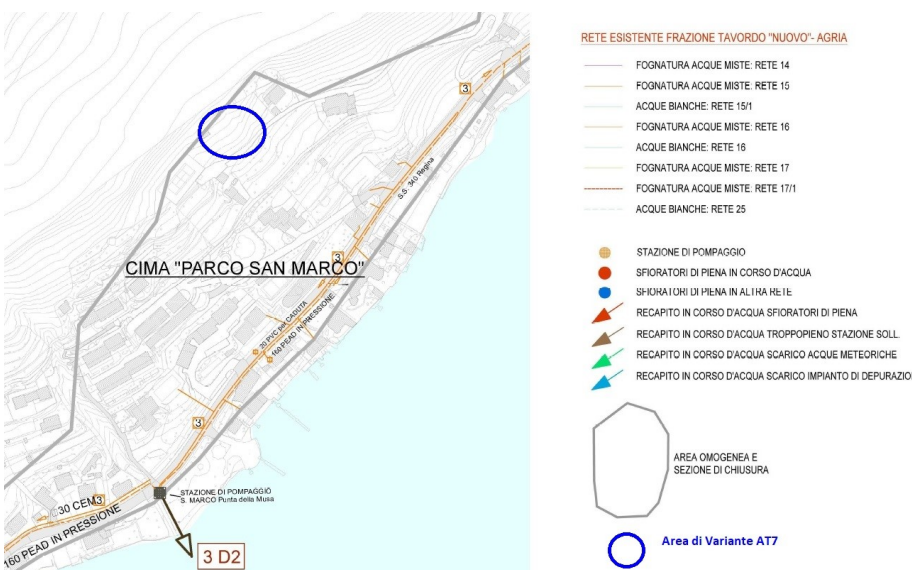 3
S.S. 340 Regina
CIMA "PARCO SAN MARCO"
3
20 PVC per CADUTA
160 PEAD IN PRESSIONE
3
STAZIONE DI POMPAGGIO
S. MARCO Punta della Musa
30 CEM
3
160 PEAD IN PRESSIONE
3 D2
RETE ESISTENTE FRAZIONE TAVORDO "NUOVO"- AGRIA
FOGNATURA ACQUE MISTE: RETE 14
FOGNATURA ACQUE MISTE: RETE 15
ACQUE BIANCHE: RETE 15/1
FOGNATURA ACQUE MISTE: RETE 16
ACQUE BIANCHE: RETE 16
FOGNATURA ACQUE MISTE: RETE 17
FOGNATURA ACQUE MISTE: RETE 17/1
ACQUE BIANCHE: RETE 25
STAZIONE DI POMPAGGIO
SFIORATORI DI PIENA IN CORSO D'ACQUA
SFIORATORI DI PIENA IN ALTRA RETE
RECAPITO IN CORSO D'ACQUA SFIORATORI DI PIENA
RECAPITO IN CORSO D'ACQUA TROPPOPIENO STAZIONE SOLL.
RECAPITO IN CORSO D'ACQUA SCARICO ACQUE METEORICHE
RECAPITO IN CORSO D'ACQUA SCARICO IMPIANTO DI DEPURAZIO
AREA OMOGENEA E
SEZIONE DI CHIUSURA
Area di Variante AT7